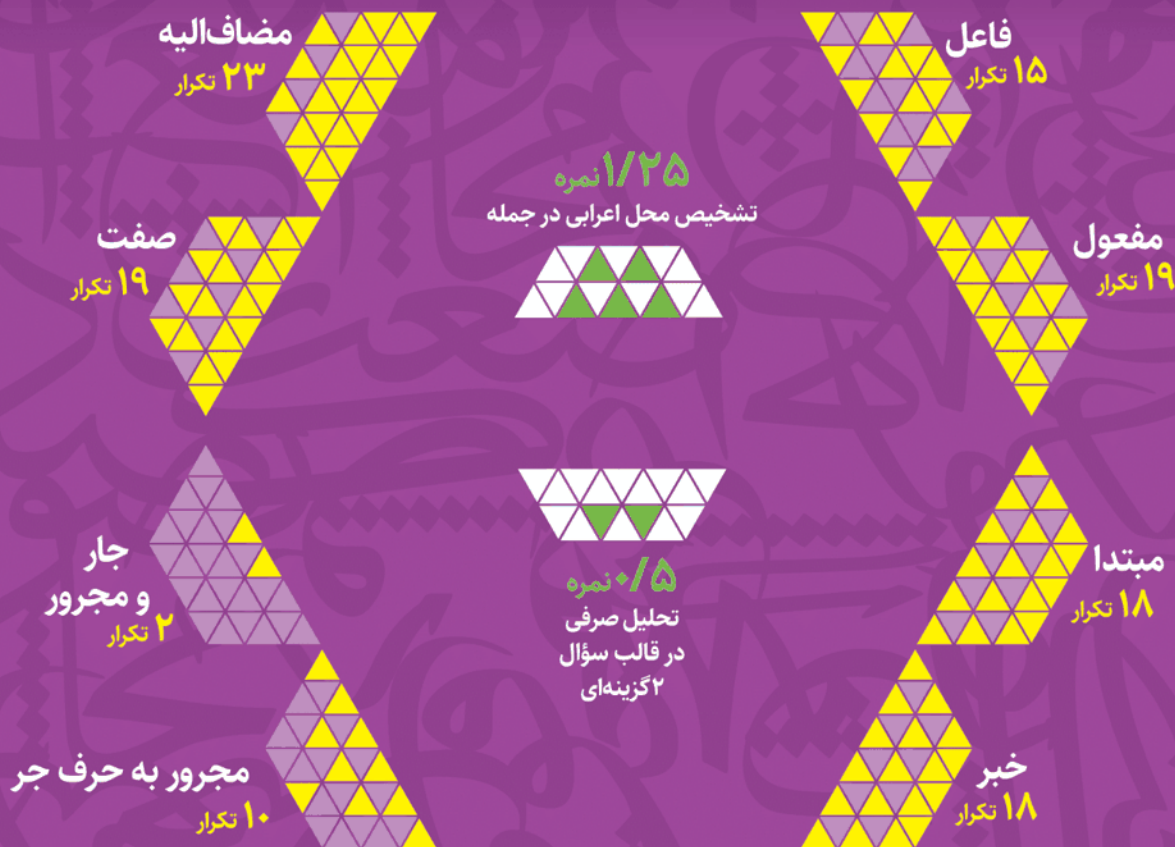 فاعل
۱۵ تکرار
مفعول
۱۹ تکرار
مبتدا
۱۸ تکرار
خبر
۱۸ تکرار
۱/۲۵ نمره
تشخیص محل اعرابی در جمله
۰/۵ نمره
تحلیل صرفی
در قالب سؤال
۲گزینه‌ای
مضاف‌الیه
۲۳ تکرار
صفت
۱۹ تکرار
جار
و مجرور
۲ تکرار
مجرور به حرف جر
۱۰ تکرار